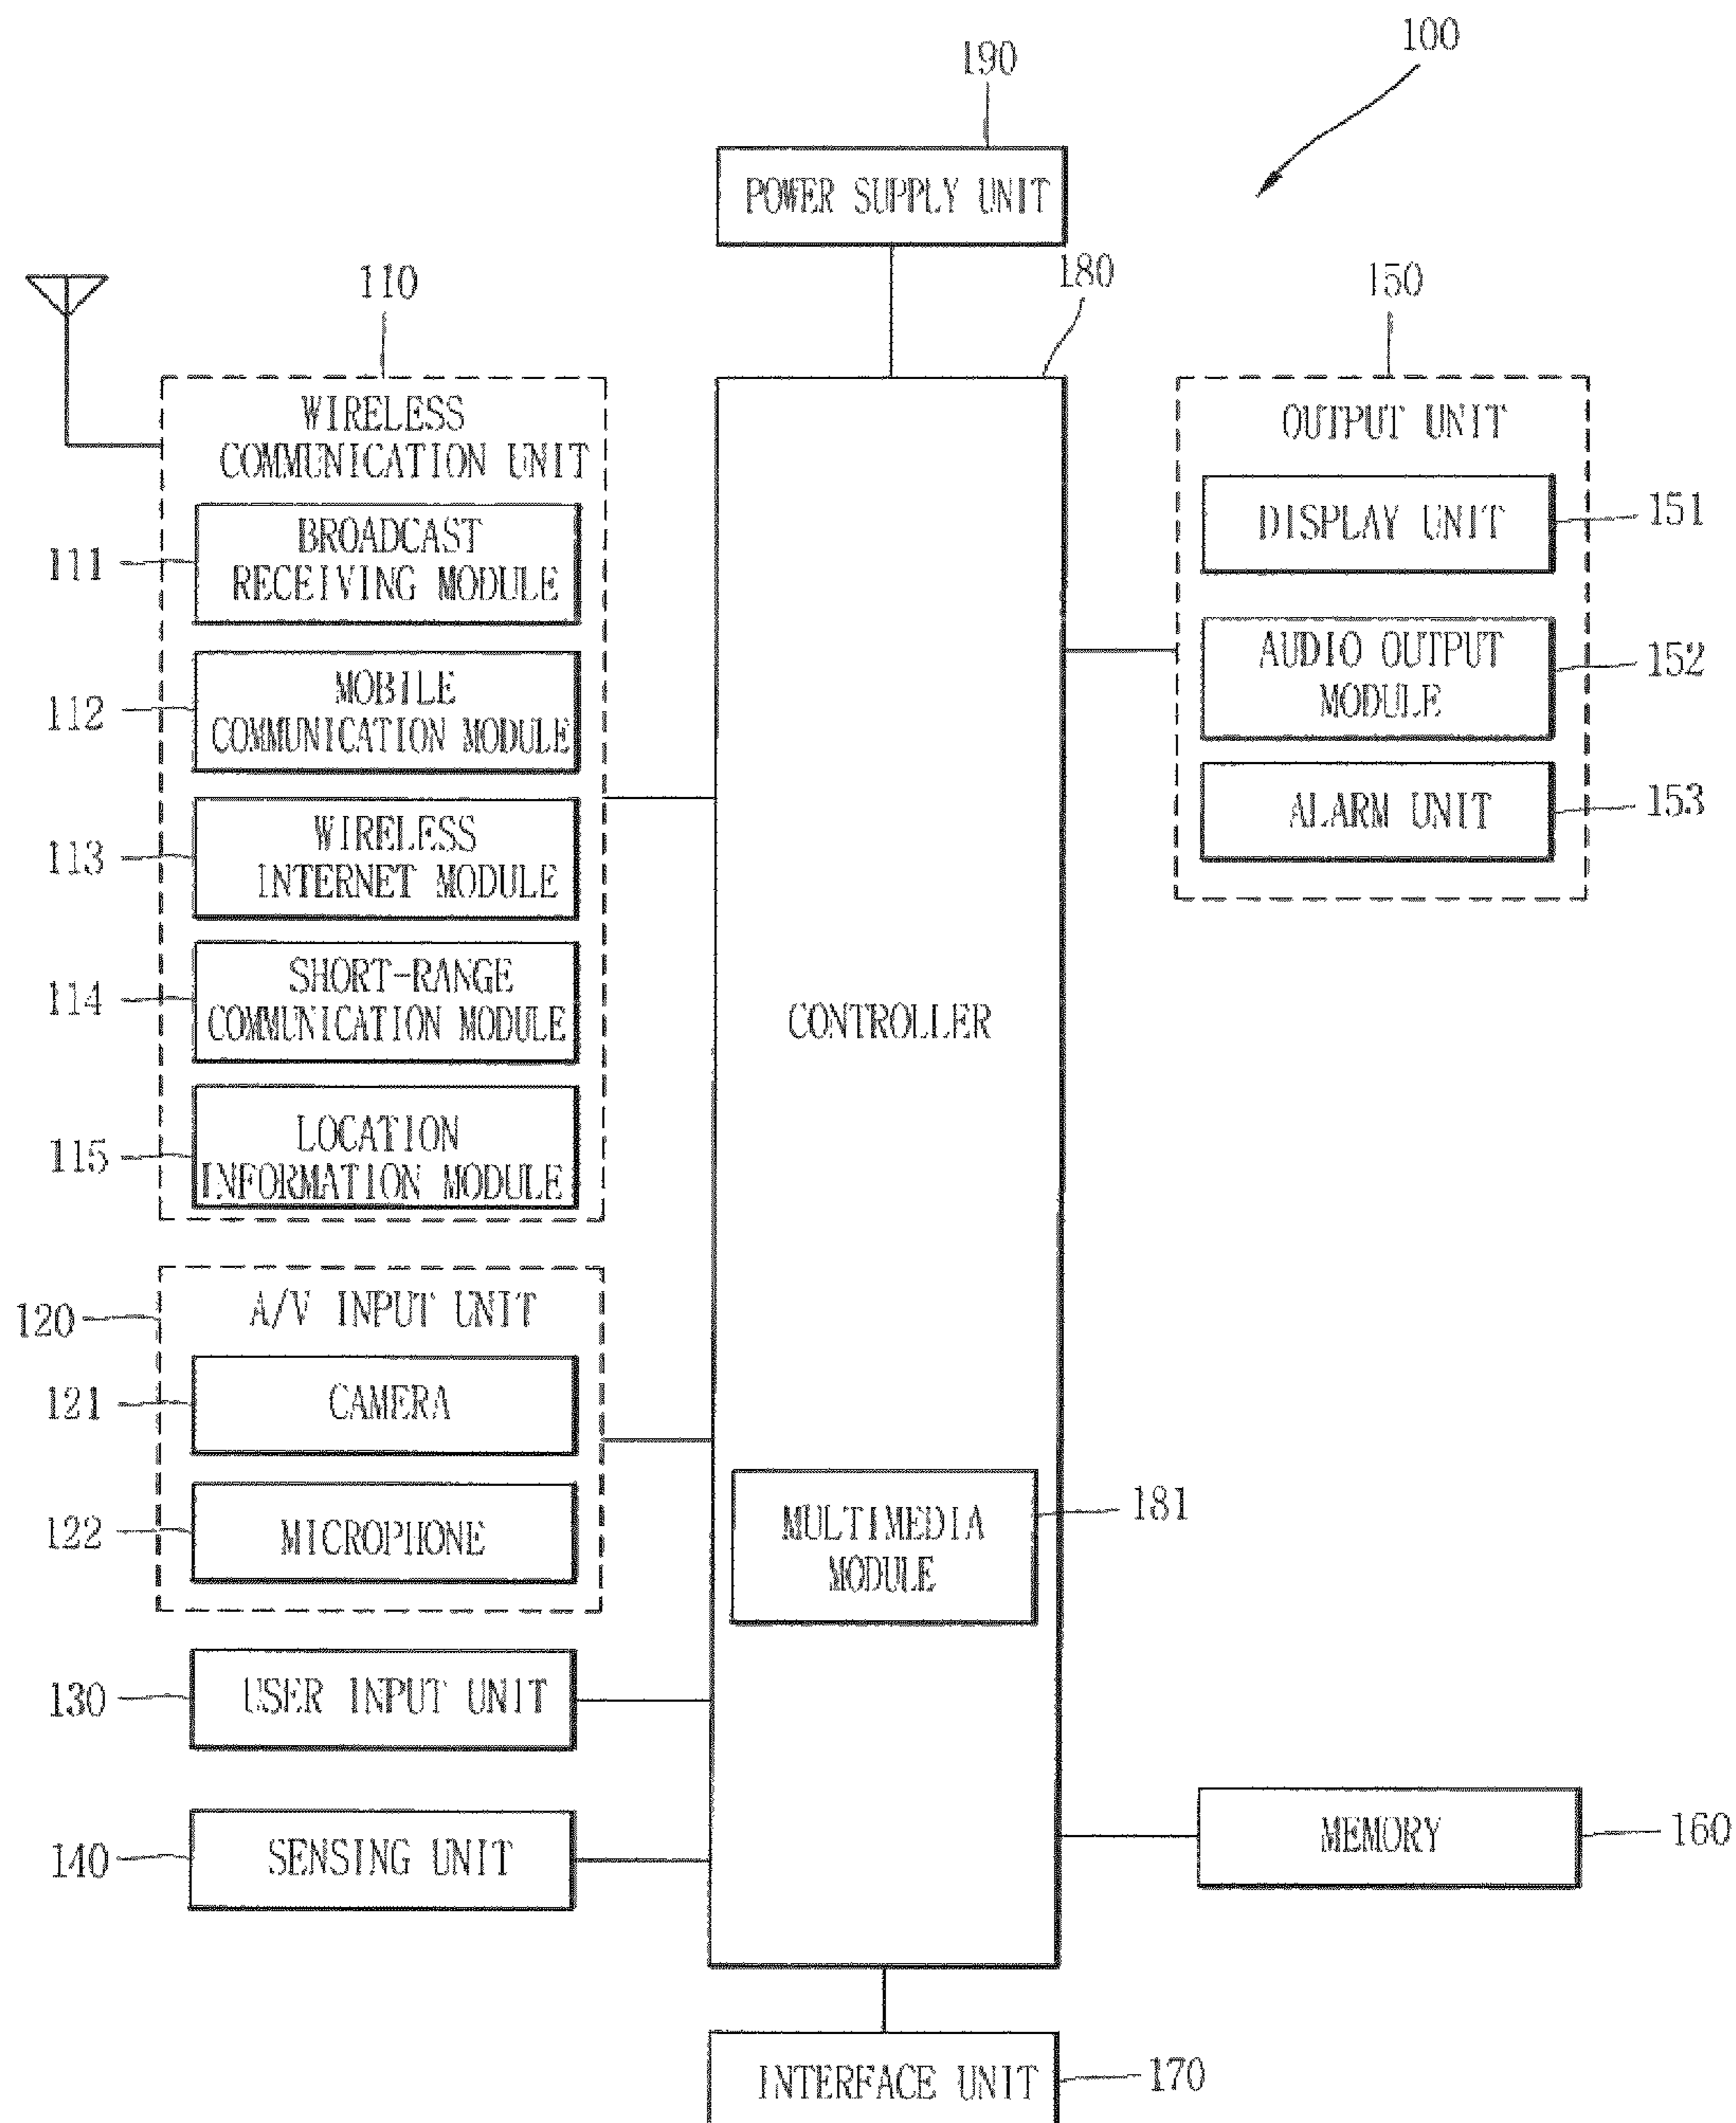 100
190
POWER SUPPLY UNIT
110
180
150
WIRELESS
COMMUNICATION UNIT
111
BROADCAST
RECEIVING MODULE
112
MOBILE
COMMUNICATION MODULE
113
WIRELESS
INTERNET MODULE
114
SHORT-RANGE
COMMUNICATION MODULE
115
LOCATION
INFORMATION MODULE
120
A/V INPUT UNIT
121
CAMERA
122
MICROPHONE
130
USER INPUT UNIT
140
SENSING UNIT
CONTROLLER
MULTIMEDIA
MODULE
181
OUTPUT UNIT
DISPLAY UNIT
151
AUDIO OUTPUT
MODULE
152
ALARM UNIT
153
MEMORY
160
INTERFACE UNIT
170